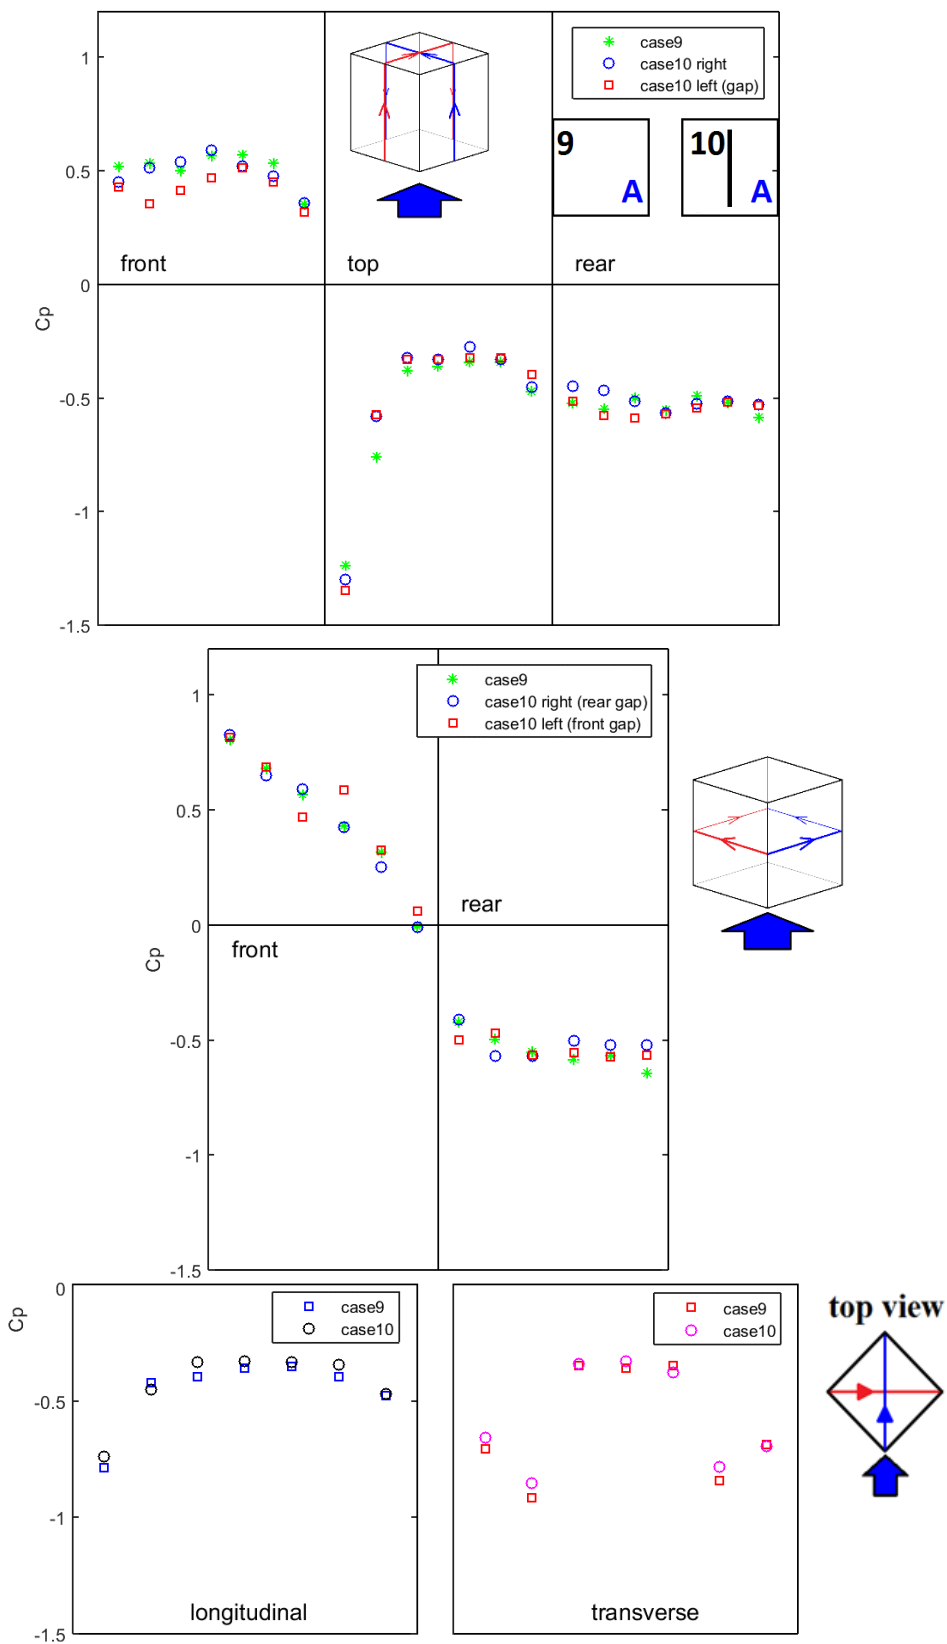 1
0.5
0
-0.5
-1
-1.5
Cp
case9
case10 right
case10 left (gap)
9
A
10
A
front
top
rear
1
0.5
0
-0.5
-1
-1.5
Cp
case9
case10 right (rear gap)
case10 left (front gap)
rear
front
0
-0.5
-1
-1.5
Cp
case9
case10
longitudinal
case9
case10
transverse
top view